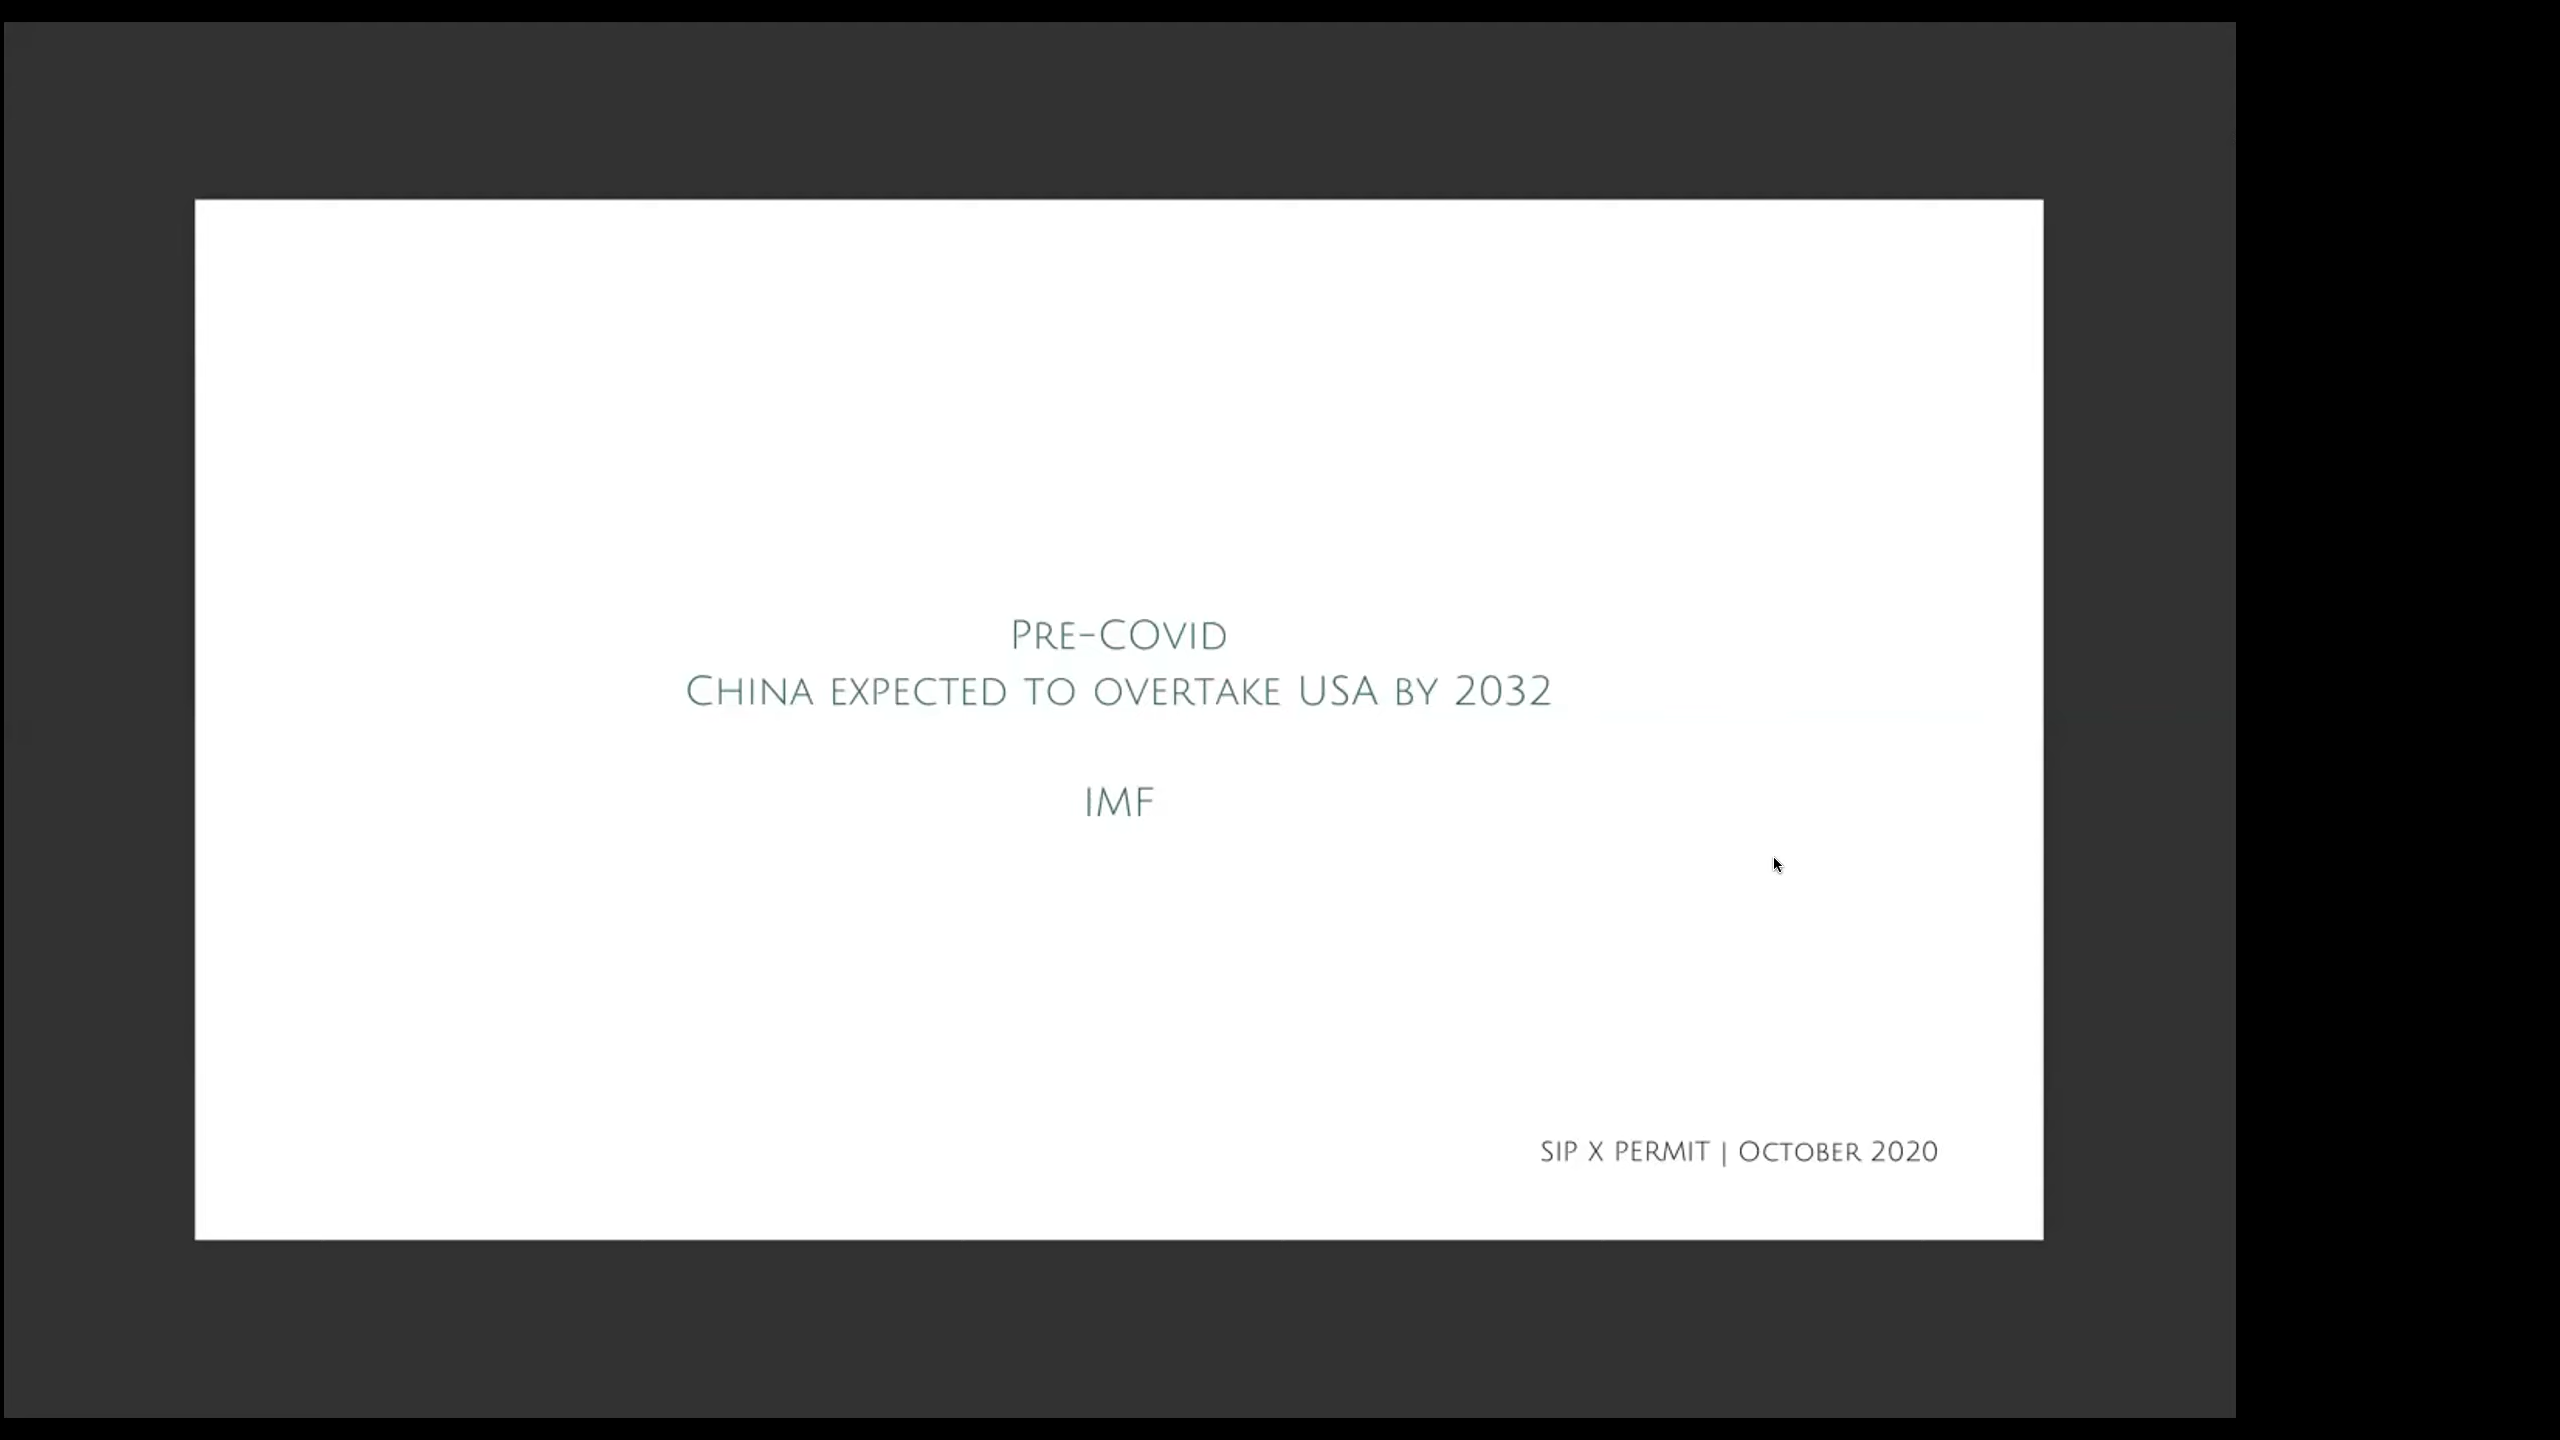 Pre-COvid
China expected to overtake USA by 2032
IMF
SIP X PERMIT | October 2020